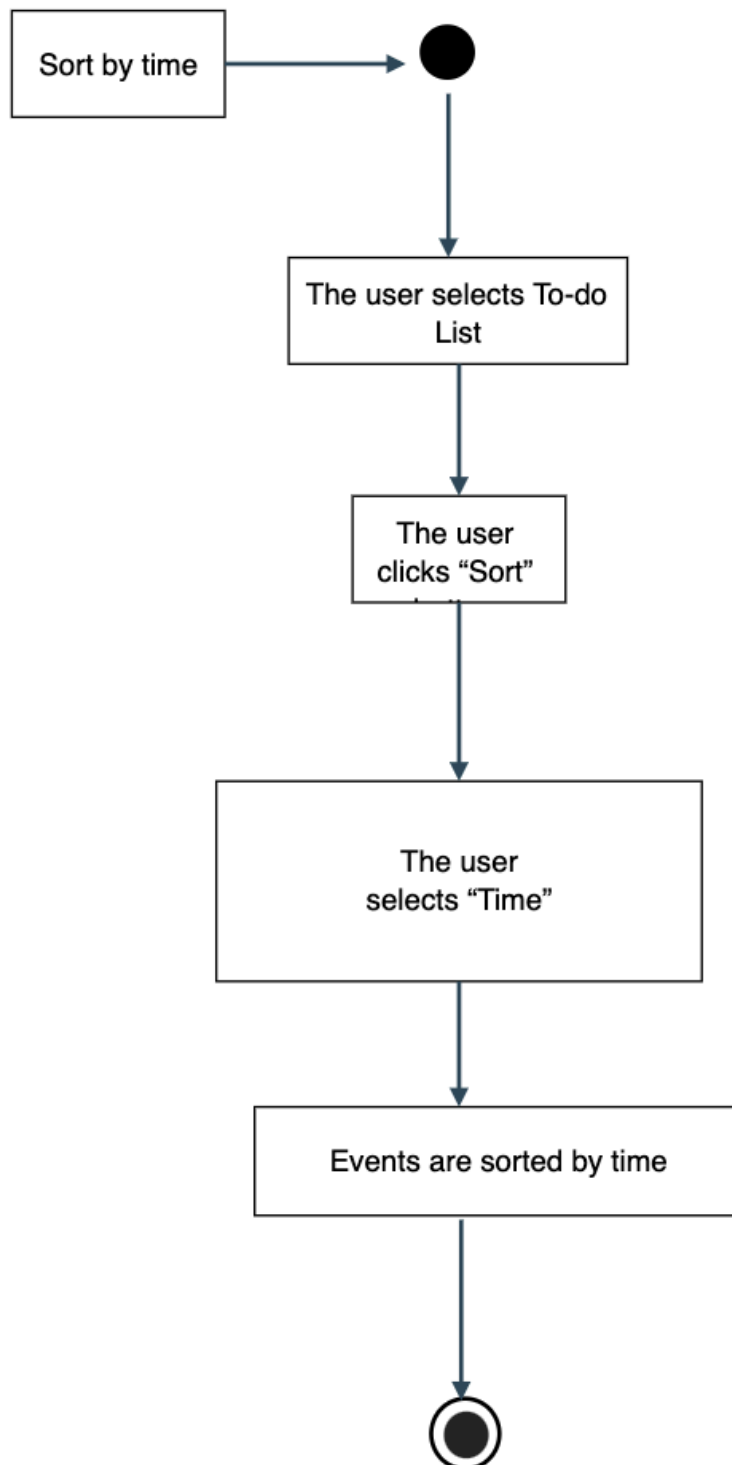 Sort by time
The user selects To-do
List
The user
clicks “Sort”
The user
selects “Time”
Events are sorted by time